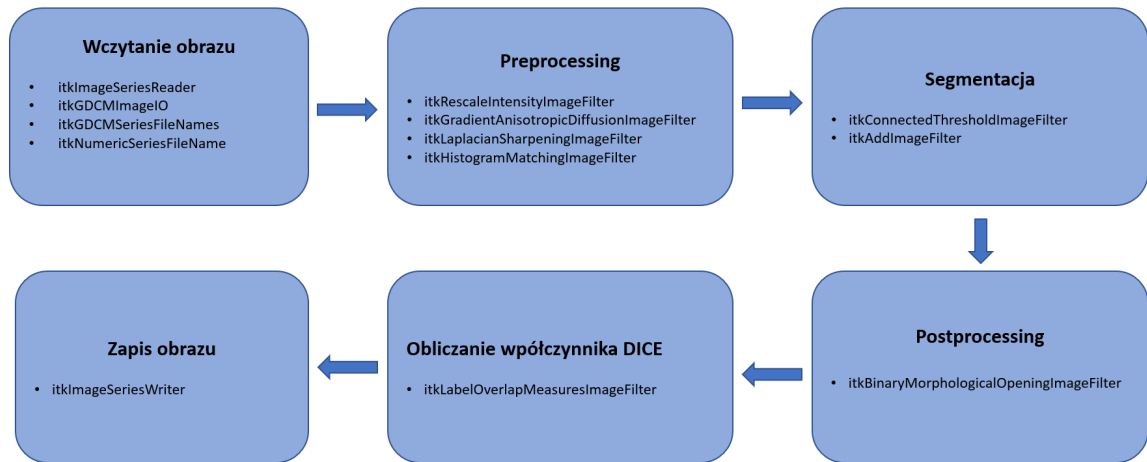 Wczytanie obrazu
• itkImageSeriesReader
• itkGDCMImageIO
• itkGDCMSeriesFileNames
• itkNumericSeriesFileName
Preprocessing
• itkRescaleIntensityImageFilter
• itkGradientAnisotropicDiffusionImageFilter
• itkLaplacianSharpeningImageFilter
• itkHistogramMatchingImageFilter
Segmentacja
• itkConnectedThresholdImageFilter
• itkAddImageFilter
Zapis obrazu
• itkImageSeriesWriter
Obliczanie wpółczynnika DICE
• itkLabelOverlapMeasuresImageFilter
Postprocessing
• itkBinaryMorphologicalOpeningImageFilter